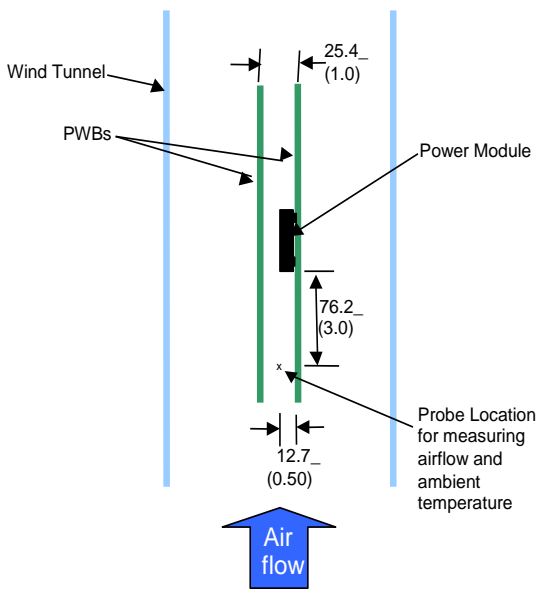 25.4_
(1.0)
Wind Tunnel
PWBs
Power Module
76.2_
(3.0)
x
Probe Location
for measuring
airflow and
ambient
temperature
12.7_
(0.50)
Air
flow